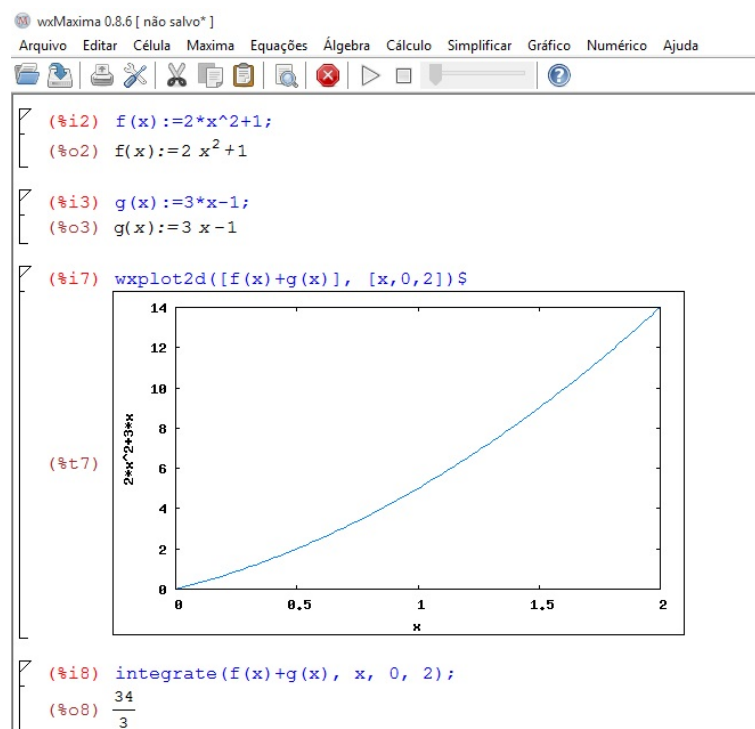 wxMaxima 0.8.6 [ não salvo* ]
Arquivo Editar Célula Maxima Equações Álgebra Cálculo Simplificar Gráfico Numérico Ajuda
(%i2) f(x):=2*x^2+1;
(%o2) f(x):=2 x²+1
(%i3) g(x):=3*x-1;
(%o3) g(x):=3 x-1
(%i7) wxplot2d([f(x)+g(x)], [x,0,2])$
(%t7)
2*x^2+3*x
14
12
10
8
6
4
2
0
0 0.5 1 1.5 2
x
(%i8) integrate(f(x)+g(x), x, 0, 2);
(%o8) 34
3